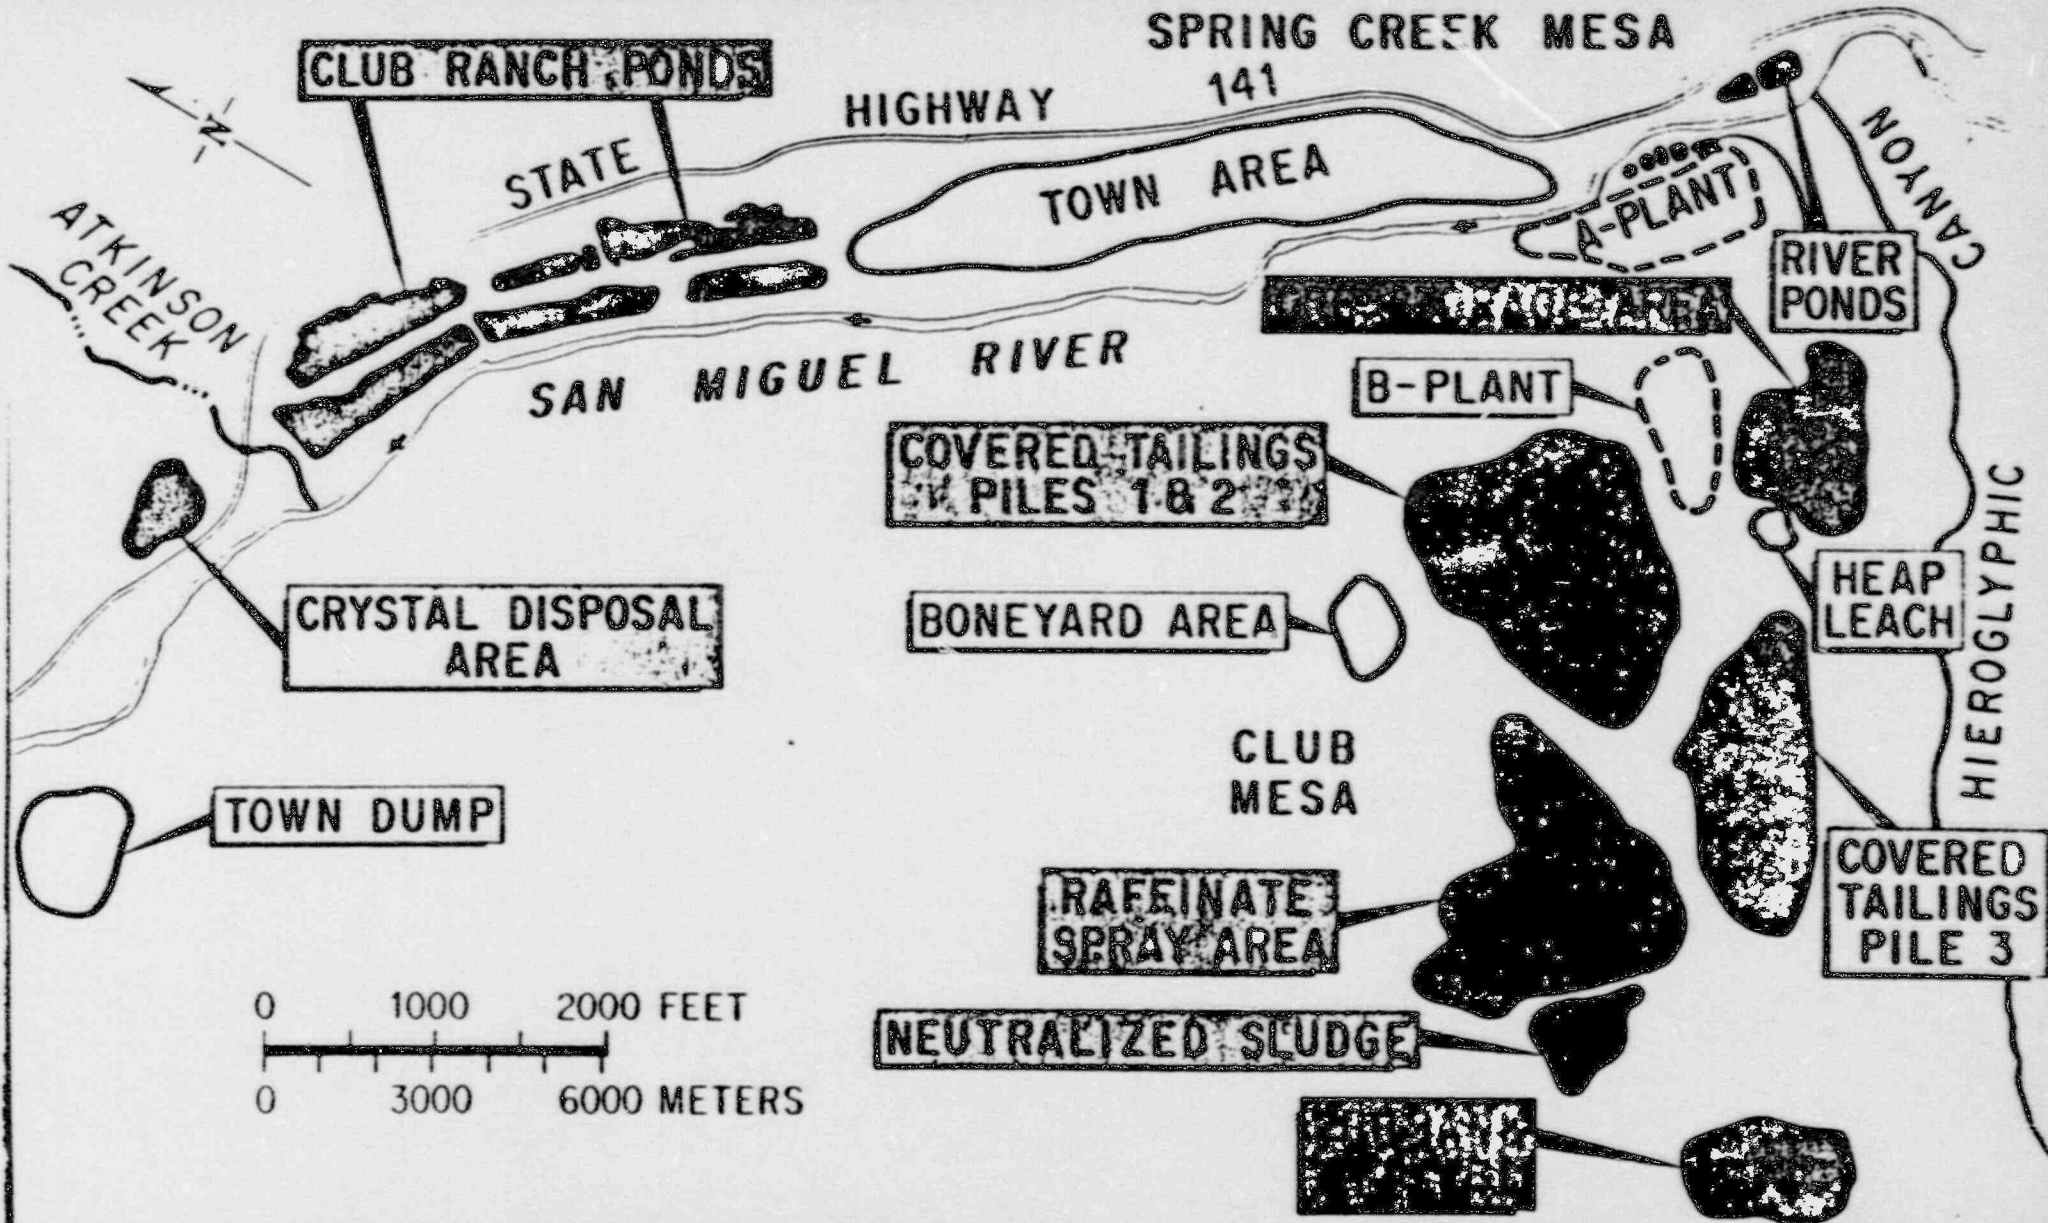 SPRING CREEK MESA
CLUB RANCH PONDS
STATE HIGHWAY 141
N
TOWN AREA
A-PLANT
CANYON
ATKINSON
CREEK
RIVER
PONDS
SAN MIGUEL RIVER
B-PLANT
COVERED TAILINGS
PILES 1 & 2
HEAP
LEACH
HIEROGLYPHIC
CRYSTAL DISPOSAL
AREA
BONEYARD AREA
CLUB
MESA
TOWN DUMP
COVERED
TAILINGS
PILE 3
RAFFINATE
SPRAY AREA
0 1000 2000 FEET
0 3000 6000 METERS
NEUTRALIZED SLUDGE